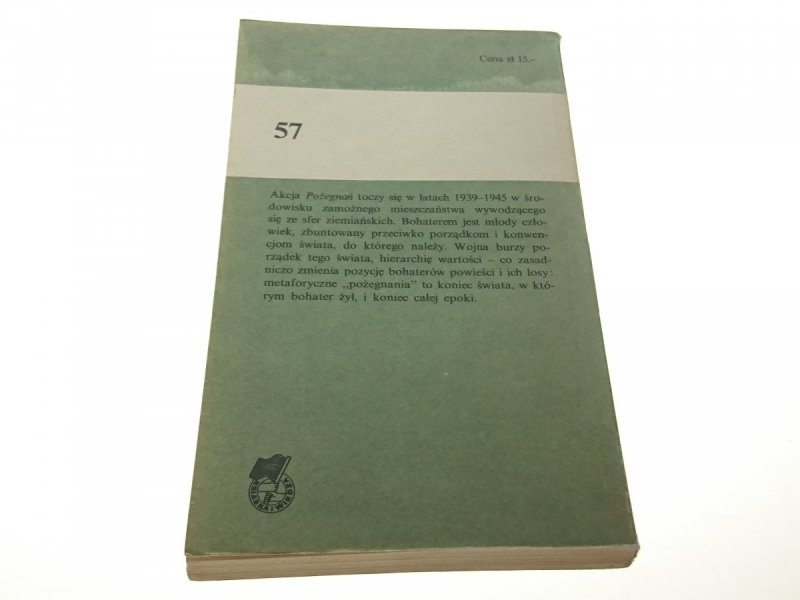 Cena zł 15.-
57
Akcja Pożegnań toczy się w latach 1939–1945 w śro-
dowisku zamożnego mieszczaństwa wywodzącego
się ze sfer ziemiańskich. Bohaterem jest młody czło-
wiek, zbuntowany przeciwko porządkom i konwen-
cjom świata, do którego należy. Wojna burzy po-
rządek tego świata, hierarchię wartości – co zasad-
niczo zmienia pozycję bohaterów powieści i ich losy:
metaforyczne „pożegnania” to koniec świata, w któ-
rym bohater żył, i koniec całej epoki.
KSIĄŻKA I WIEDZA